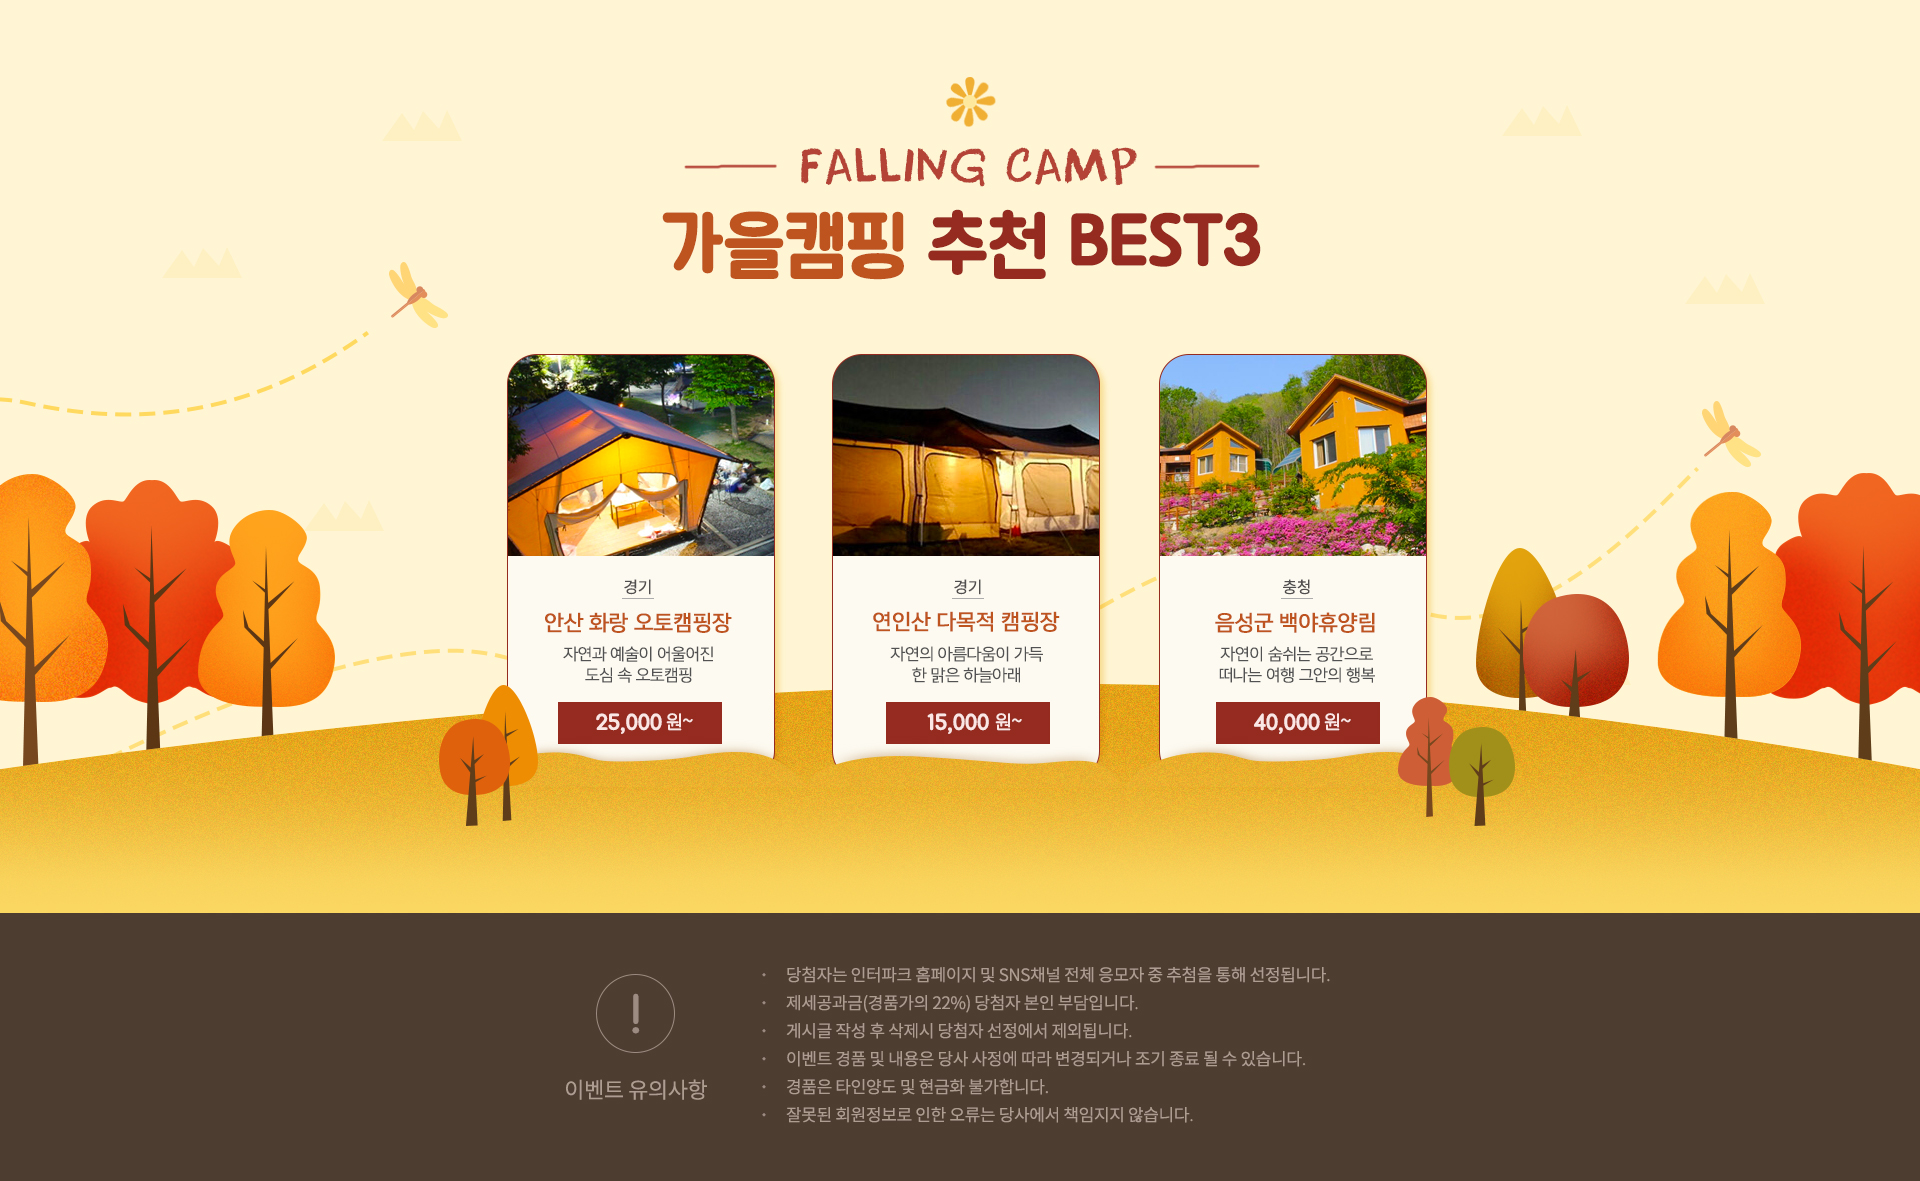 FALLING CAMP
가을캠핑 추천 BEST3
경기
안산 화랑 오토캠핑장
자연과 예술이 어울어진
도심 속 오토캠핑
25,000 원~
경기
연인산 다목적 캠핑장
자연의 아름다움이 가득
한 맑은 하늘아래
15,000 원~
충청
음성군 백야휴양림
자연이 숨쉬는 공간으로
떠나는 여행 그안의 행복
40,000 원~
이벤트 유의사항
· 당첨자는 인터파크 홈페이지 및 SNS채널 전체 응모자 중 추첨을 통해 선정됩니다.
· 제세공과금(경품가의 22%) 당첨자 본인 부담입니다.
· 게시글 작성 후 삭제시 당첨자 선정에서 제외됩니다.
· 이벤트 경품 및 내용은 당사 사정에 따라 변경되거나 조기 종료 될 수 있습니다.
· 경품은 타인양도 및 현금화 불가합니다.
· 잘못된 회원정보로 인한 오류는 당사에서 책임지지 않습니다.